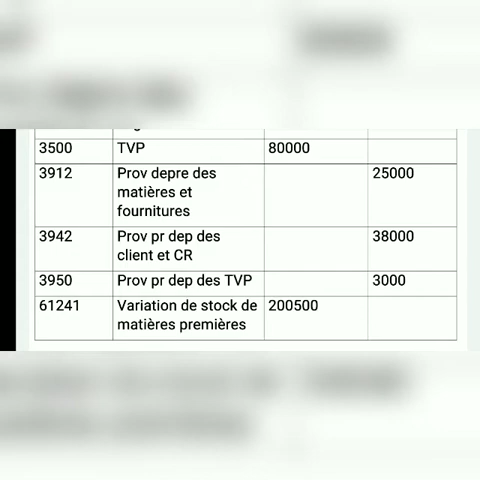 3500 TVP 80000
3912 Prov depre des 25000
matières et
fournitures
3942 Prov pr dep des 38000
client et CR
3950 Prov pr dep des TVP 3000
61241 Variation de stock de 200500
matières premières